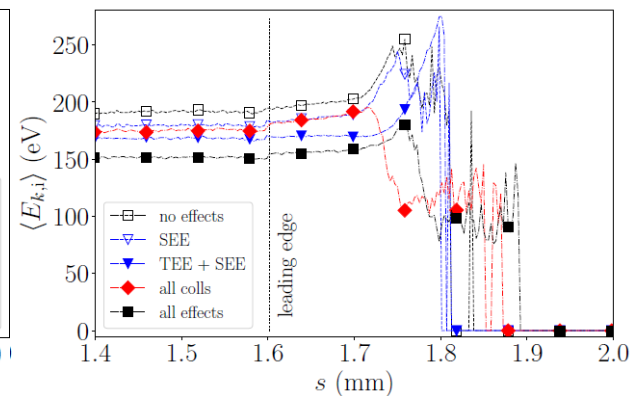 250
200
150
100
50
0
⟨E_{k,i}⟩ (eV)
no effects
SEE
TEE + SEE
all colls
all effects
leading edge
1.4 1.5 1.6 1.7 1.8 1.9 2.0
s (mm)